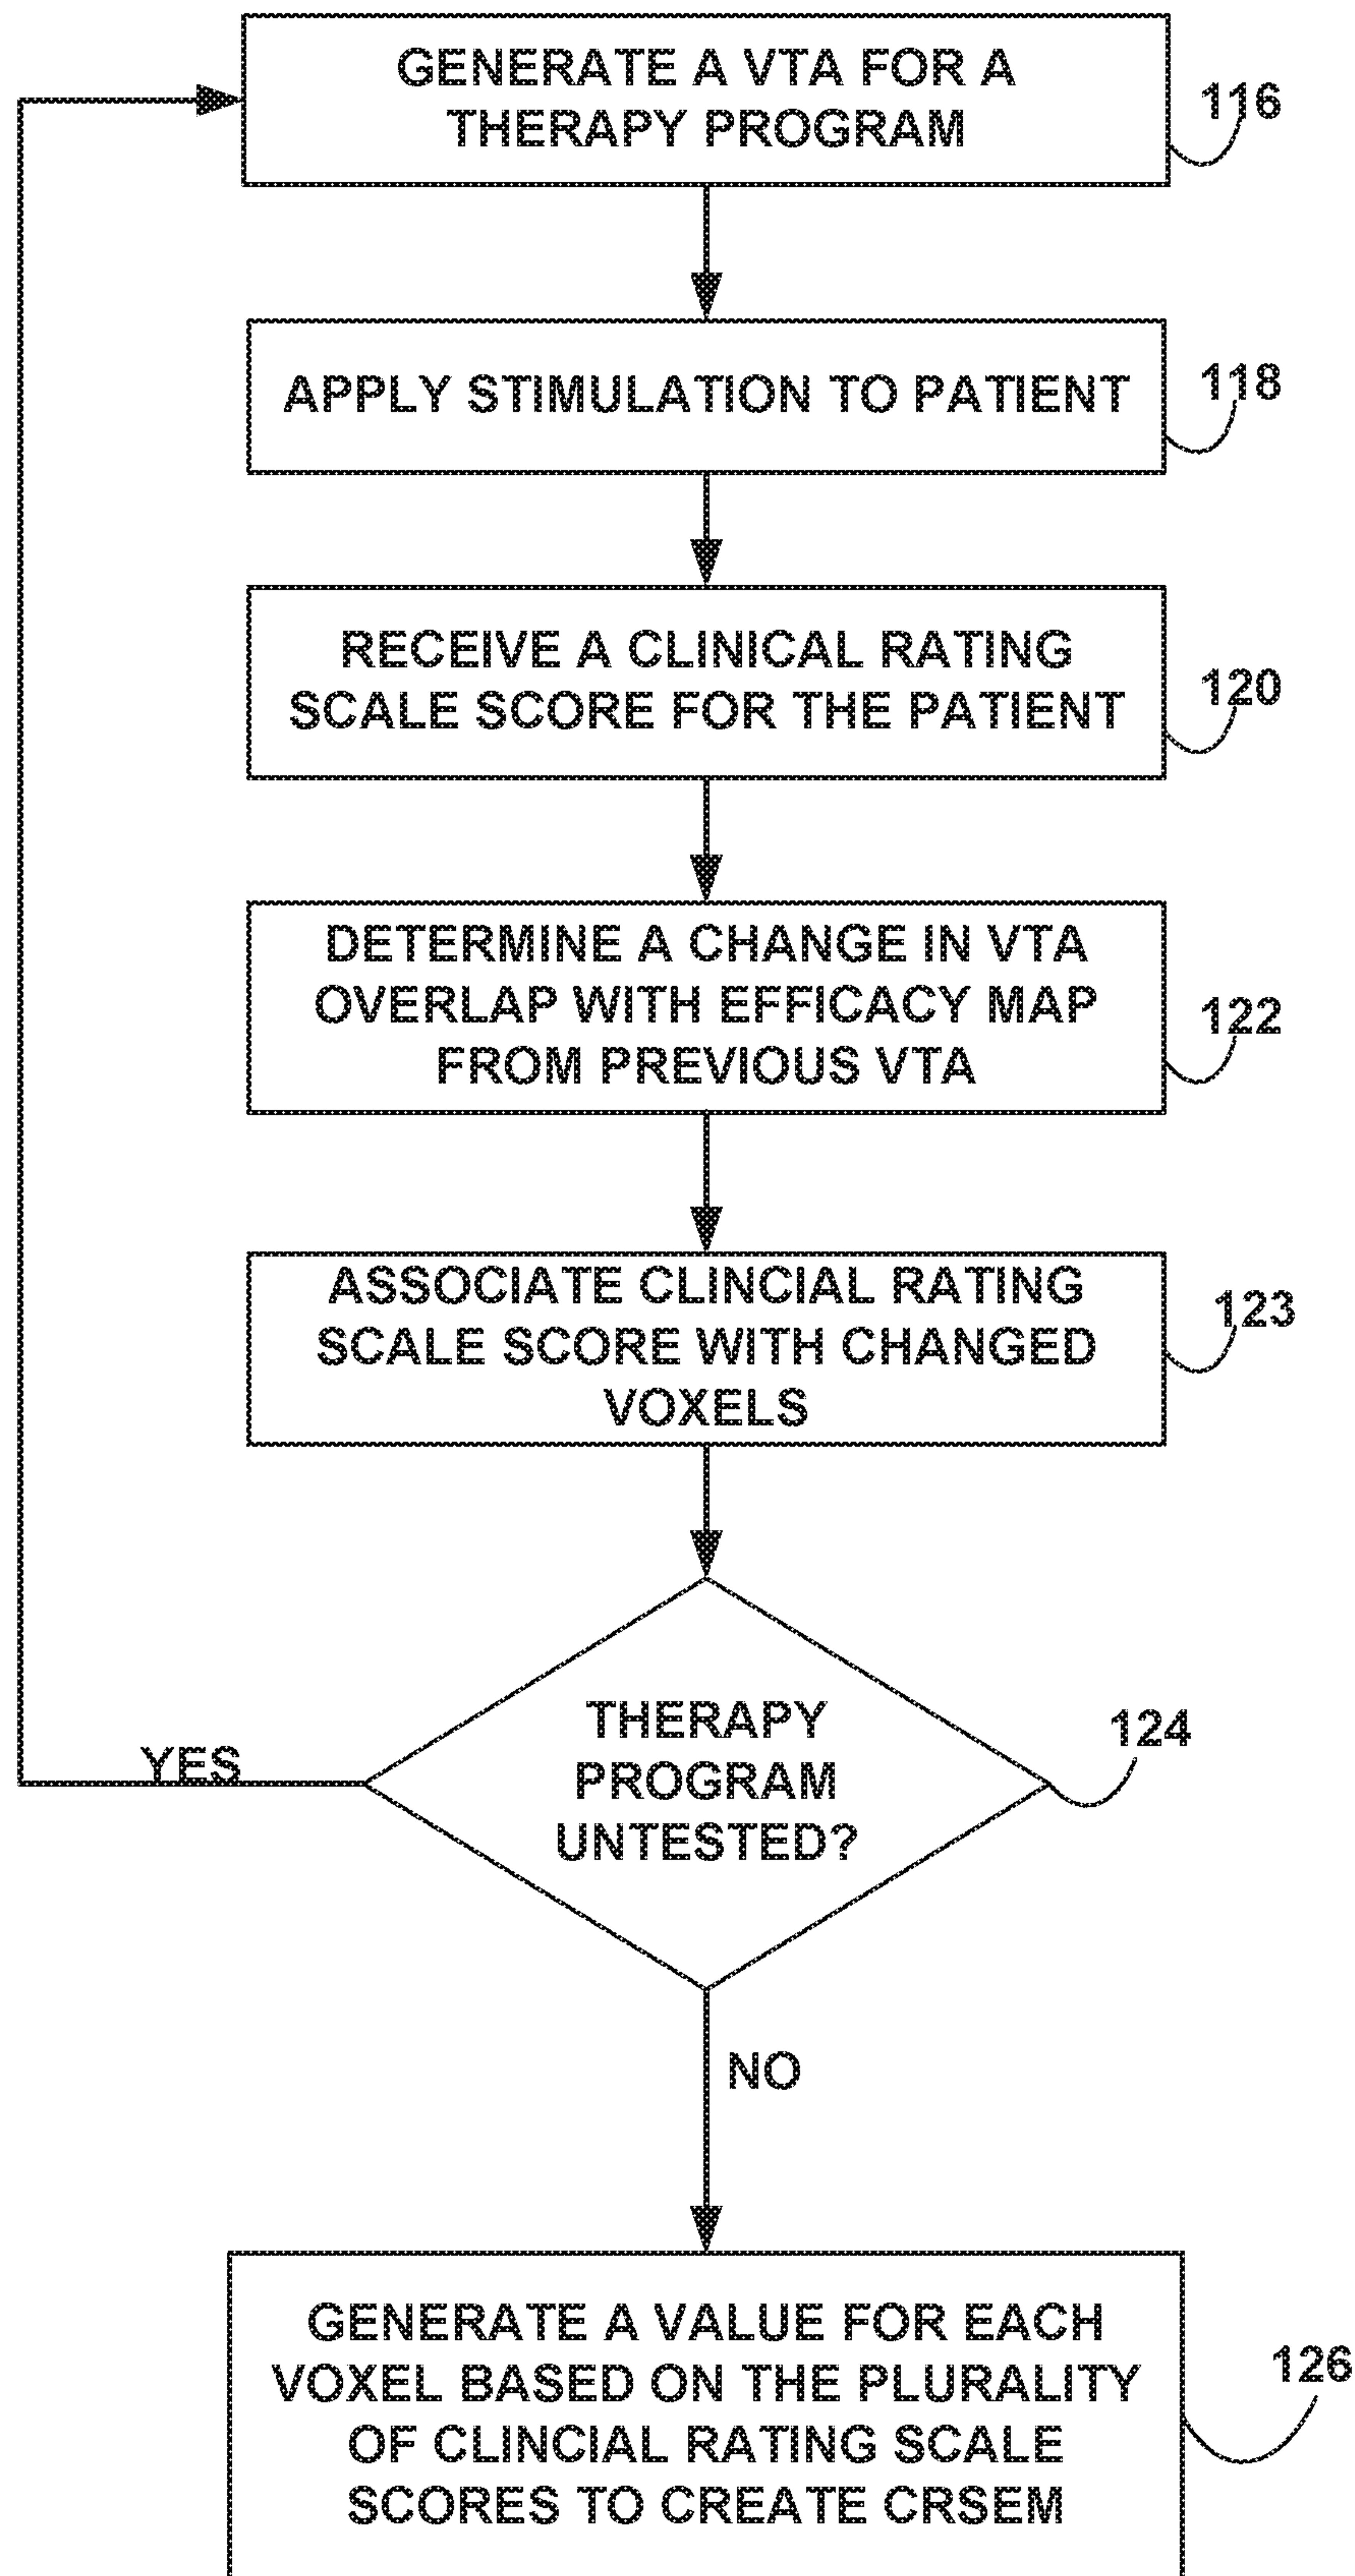 GENERATE A VTA FOR A
THERAPY PROGRAM
116
APPLY STIMULATION TO PATIENT
118
RECEIVE A CLINICAL RATING
SCALE SCORE FOR THE PATIENT
120
DETERMINE A CHANGE IN VTA
OVERLAP WITH EFFICACY MAP
FROM PREVIOUS VTA
122
ASSOCIATE CLINCIAL RATING
SCALE SCORE WITH CHANGED
VOXELS
123
THERAPY
PROGRAM
UNTESTED?
124
YES
NO
GENERATE A VALUE FOR EACH
VOXEL BASED ON THE PLURALITY
OF CLINCIAL RATING SCALE
SCORES TO CREATE CRSEM
126